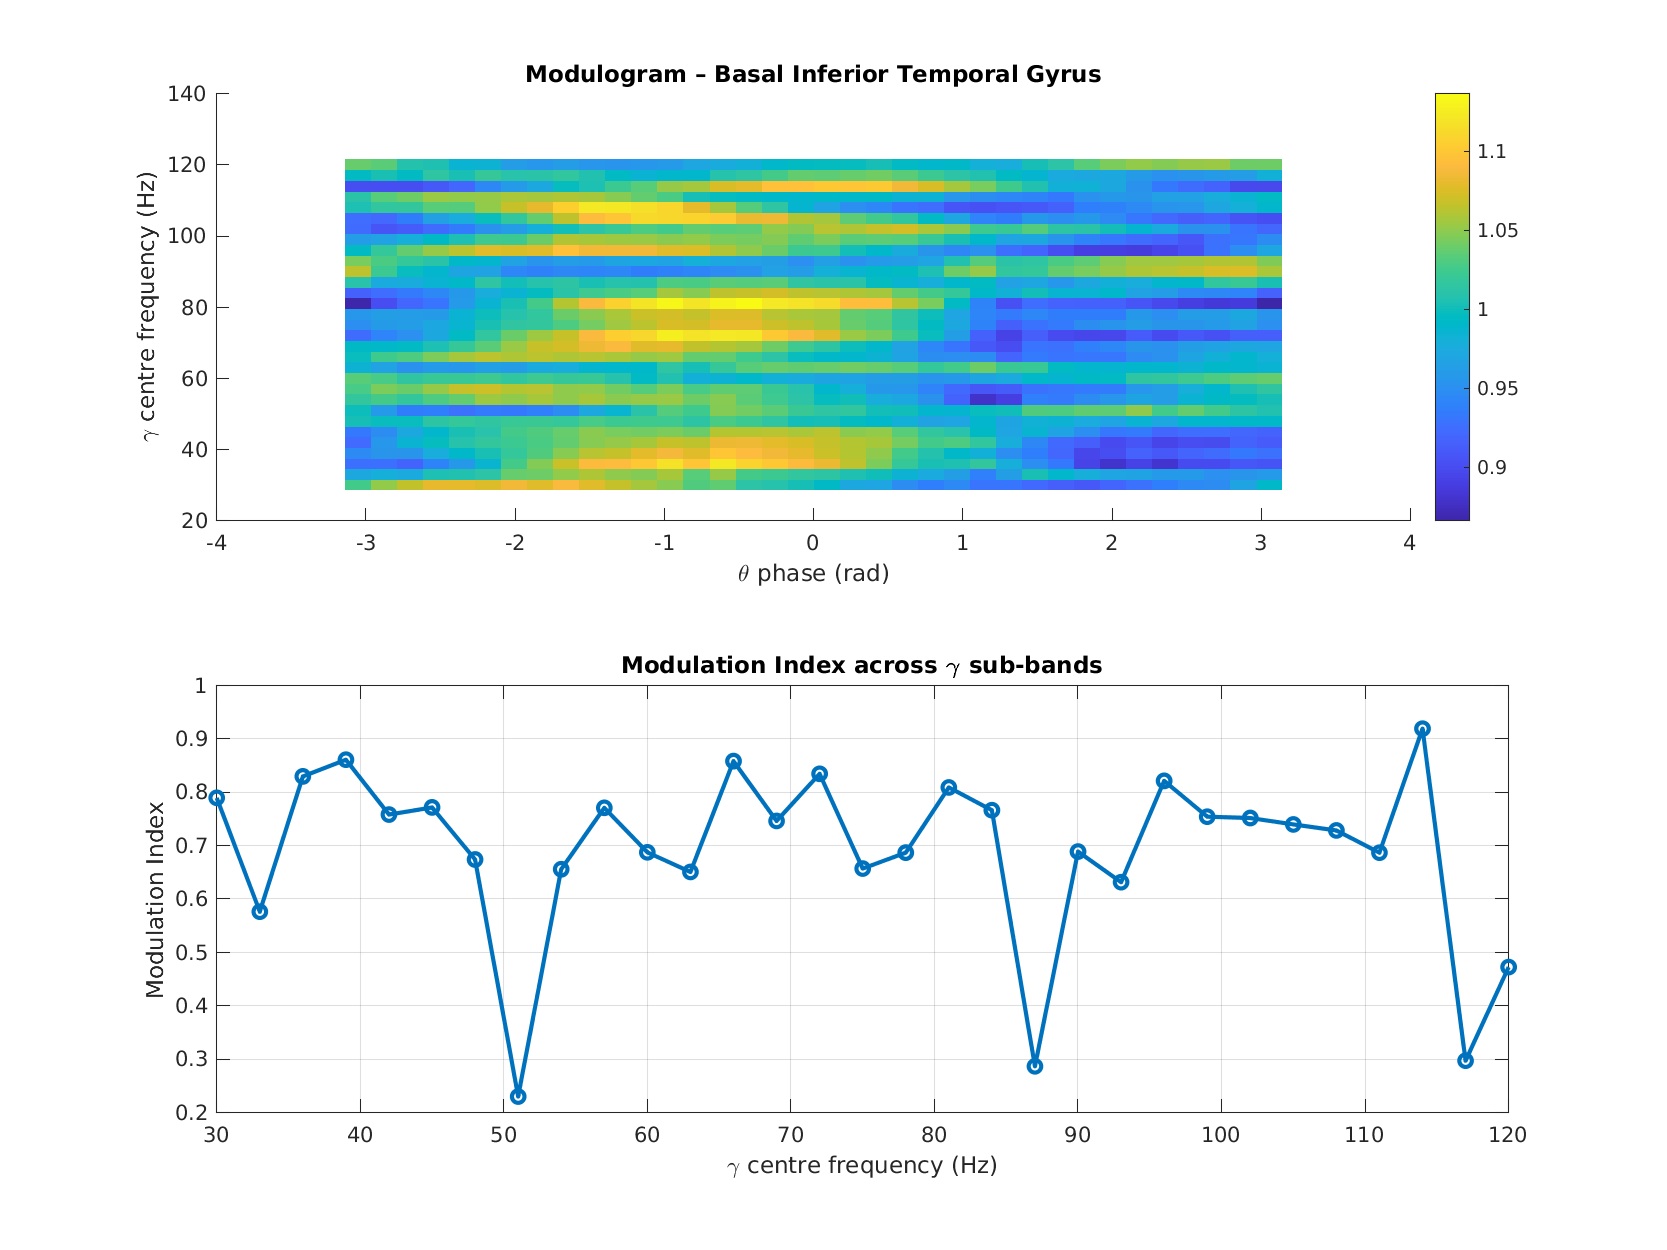 Modulogram – Basal Inferior Temporal Gyrus
140
120
100
80
60
40
20
γ centre frequency (Hz)
-4 -3 -2 -1 0 1 2 3 4
θ phase (rad)
1.1
1.05
1
0.95
0.9
Modulation Index across γ sub-bands
1
0.9
0.8
0.7
0.6
0.5
0.4
0.3
0.2
Modulation Index
30 40 50 60 70 80 90 100 110 120
γ centre frequency (Hz)